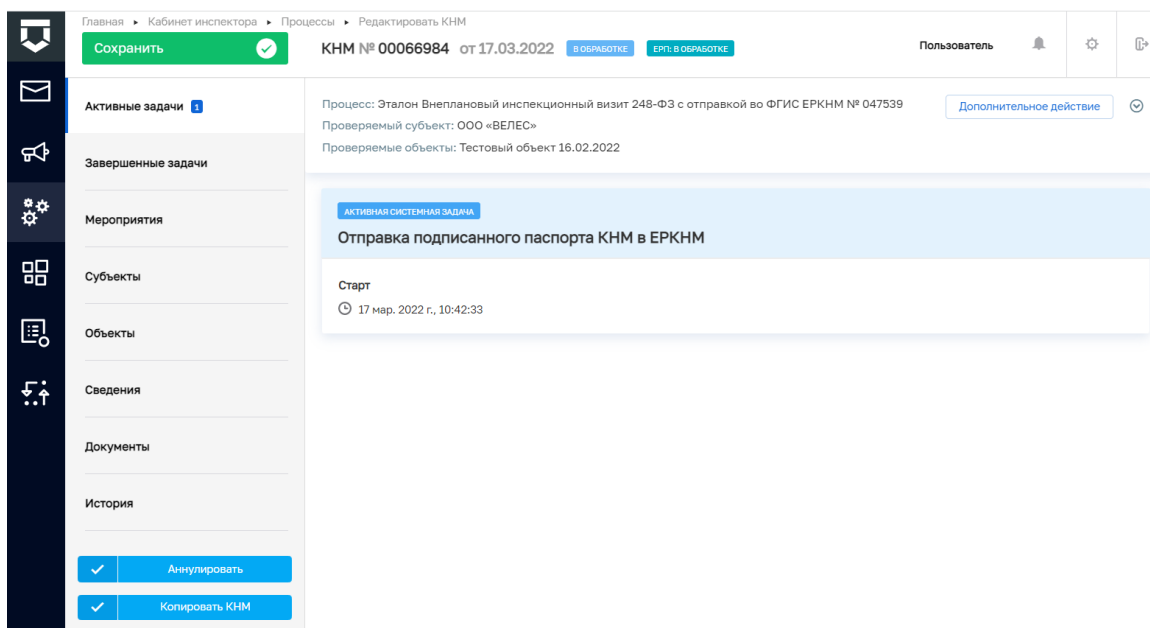 Главная ▸ Кабинет инспектора ▸ Процессы ▸ Редактировать КНМ
Сохранить
КНМ № 00066984 от 17.03.2022 В ОБРАБОТКЕ ЕРП: В ОБРАБОТКЕ
Пользователь
Активные задачи 1
Завершенные задачи
Мероприятия
Субъекты
Объекты
Сведения
Документы
История
Аннулировать
Копировать КНМ
Процесс: Эталон Внеплановый инспекционный визит 248-ФЗ с отправкой во ФГИС ЕРКНМ № 047539
Дополнительное действие
Проверяемый субъект: ООО «ВЕЛЕС»
Проверяемые объекты: Тестовый объект 16.02.2022
АКТИВНАЯ СИСТЕМНАЯ ЗАДАЧА
Отправка подписанного паспорта КНМ в ЕРКНМ
Старт
17 мар. 2022 г., 10:42:33